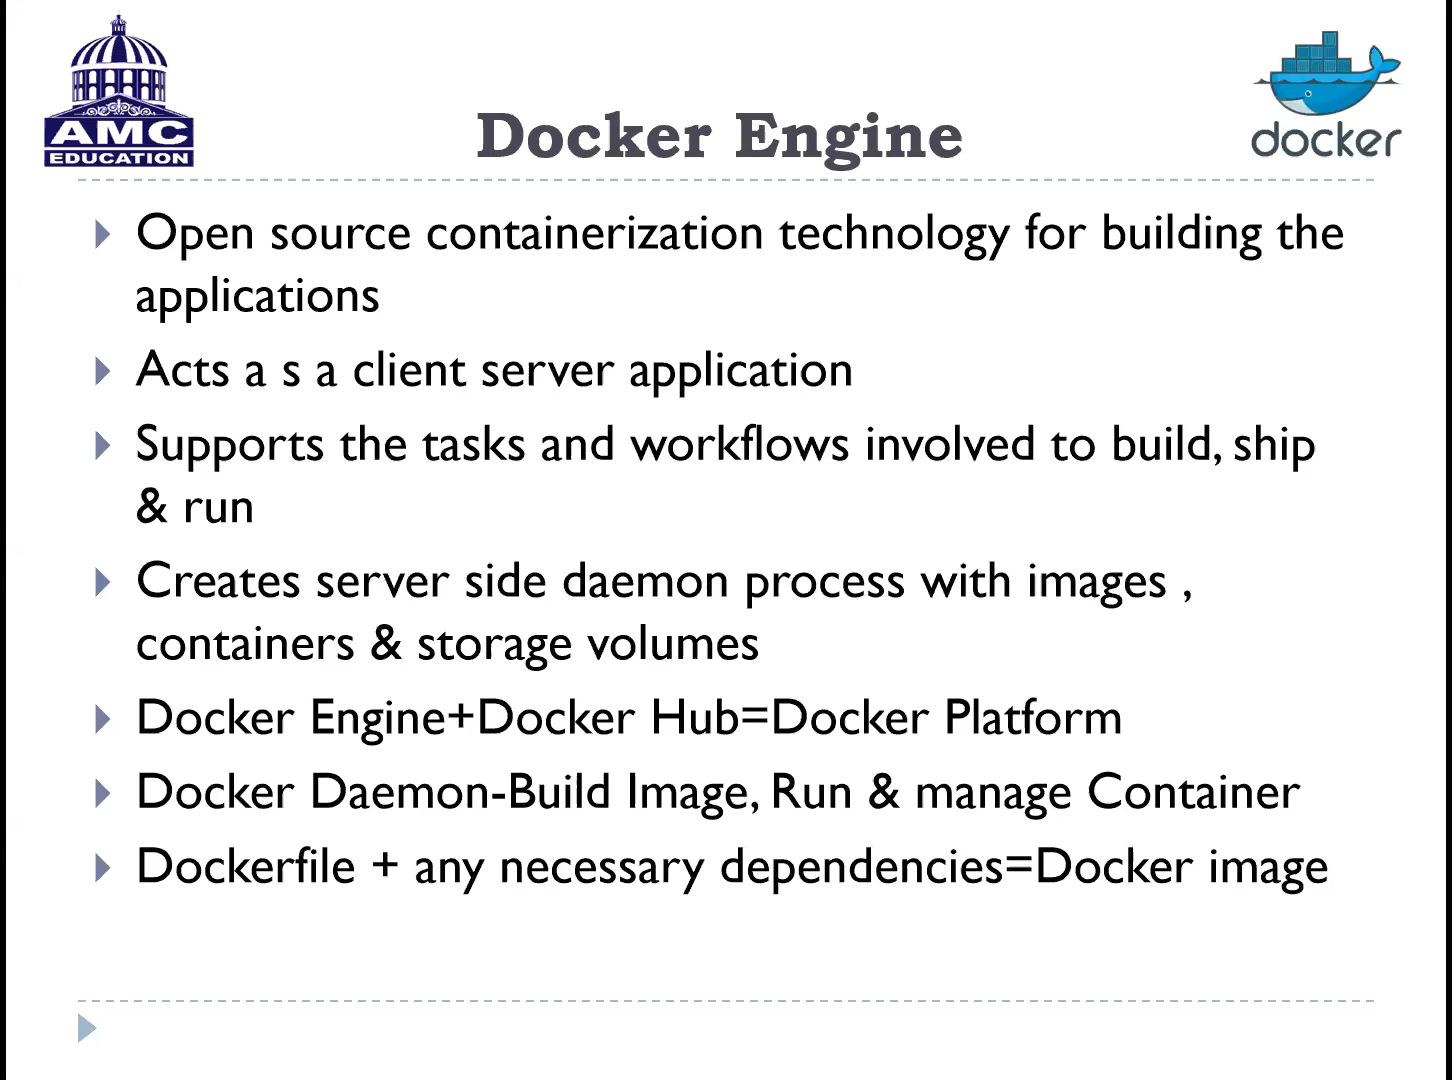 AMC
EDUCATION
docker
Docker Engine
Open source containerization technology for building the
applications
Acts a s a client server application
Supports the tasks and workflows involved to build, ship
& run
Creates server side daemon process with images ,
containers & storage volumes
Docker Engine+Docker Hub=Docker Platform
Docker Daemon-Build Image, Run & manage Container
Dockerfile + any necessary dependencies=Docker image